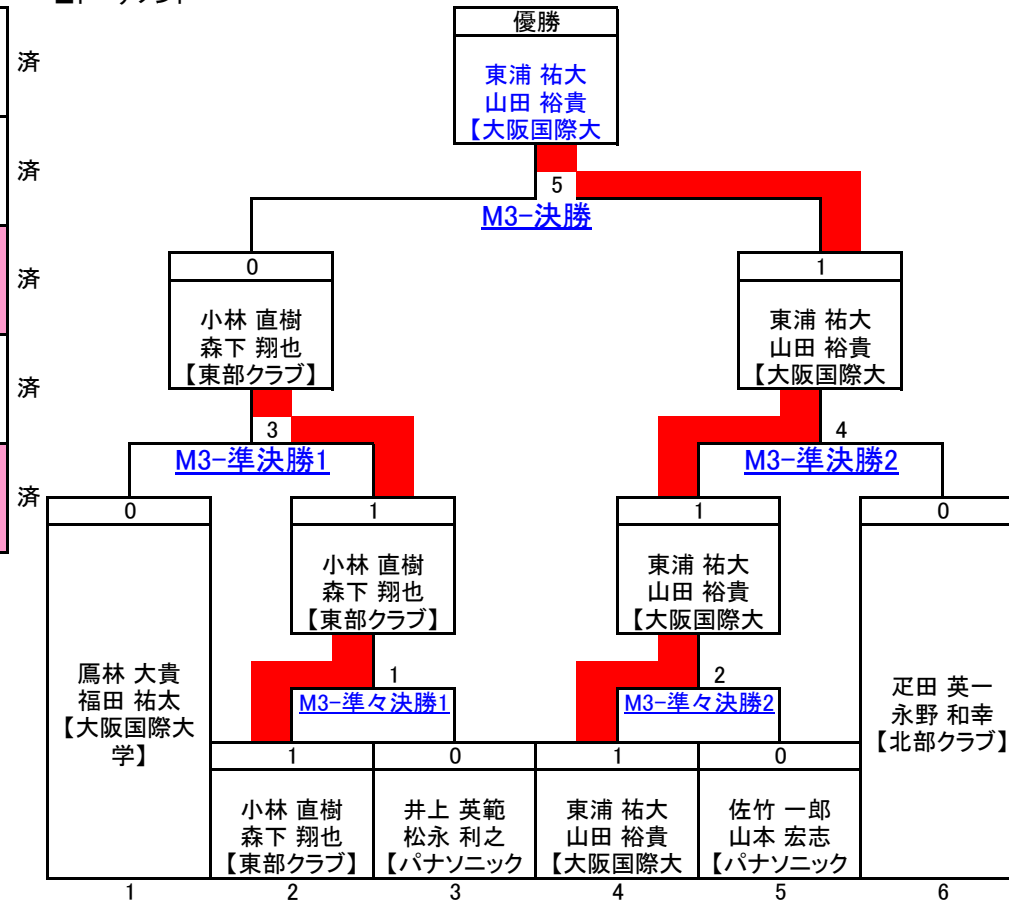 済
済
済
済
済
優勝
東浦 祐大
山田 裕貴
【大阪国際大
5
M3-決勝
0
小林 直樹
森下 翔也
【東部クラブ】
1
東浦 祐大
山田 裕貴
【大阪国際大
3
M3-準決勝1
4
M3-準決勝2
0
鳫林 大貴
福田 祐太
【大阪国際大
学】
1
小林 直樹
森下 翔也
【東部クラブ】
1
東浦 祐大
山田 裕貴
【大阪国際大
0
疋田 英一
永野 和幸
【北部クラブ】
1
M3-準々決勝1
2
M3-準々決勝2
1
小林 直樹
森下 翔也
【東部クラブ】
0
井上 英範
松永 利之
【パナソニック
1
東浦 祐大
山田 裕貴
【大阪国際大
0
佐竹 一郎
山本 宏志
【パナソニック
1
2
3
4
5
6